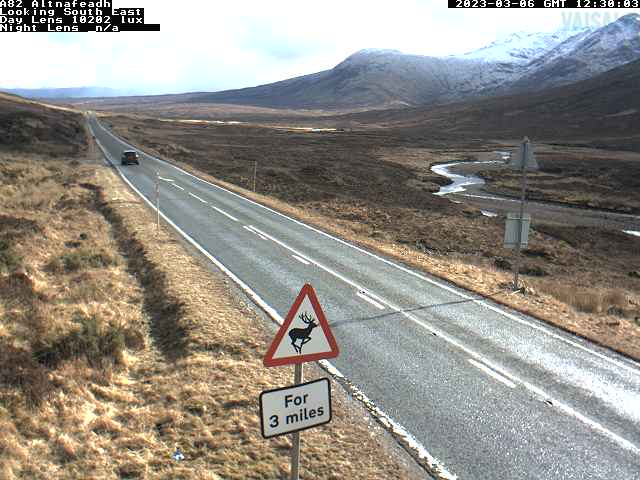 A82 Altnafeadh
Looking South East
Day Lens 10202 lux
Night Lens  n/a
2023-03-06 GMT 12:30:03
VAISALA
For
3 miles